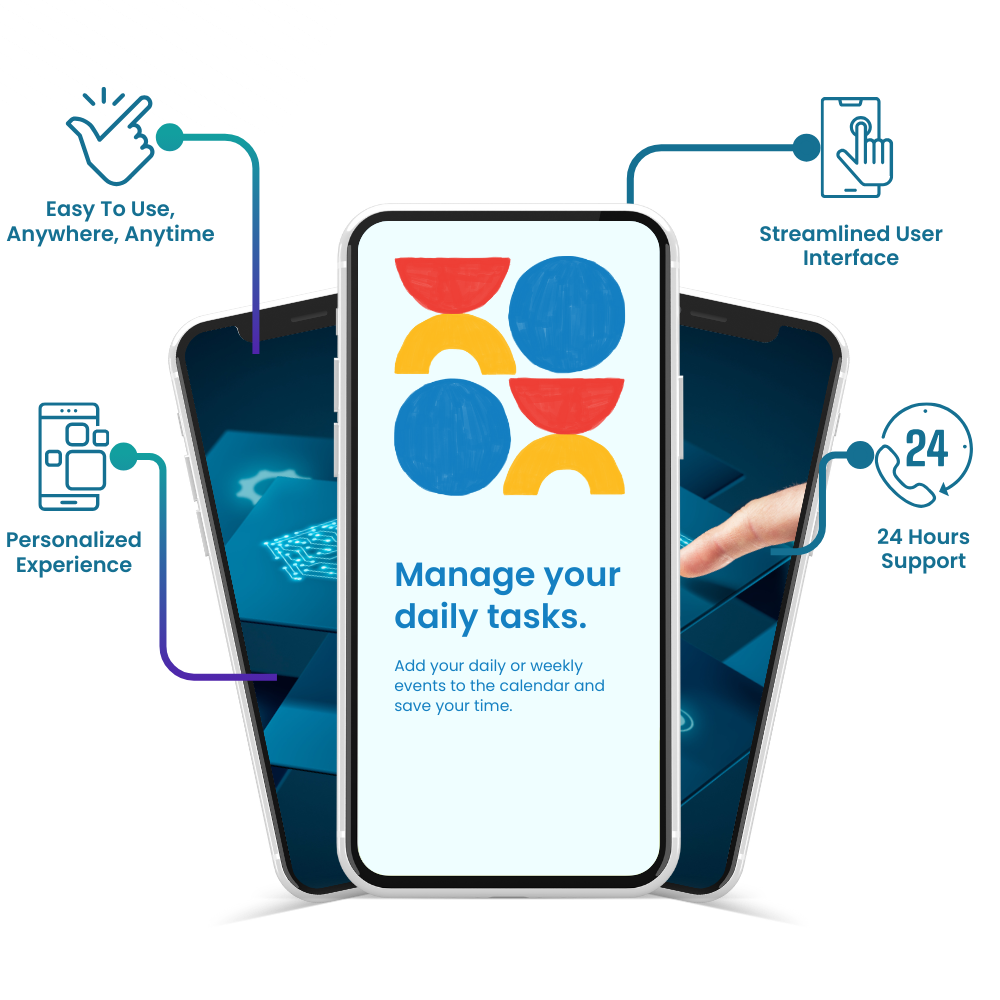 Easy To Use,
Anywhere, Anytime
Streamlined User
Interface
Personalized
Experience
24
24 Hours
Support
Manage your
daily tasks.
Add your daily or weekly
events to the calendar and
save your time.